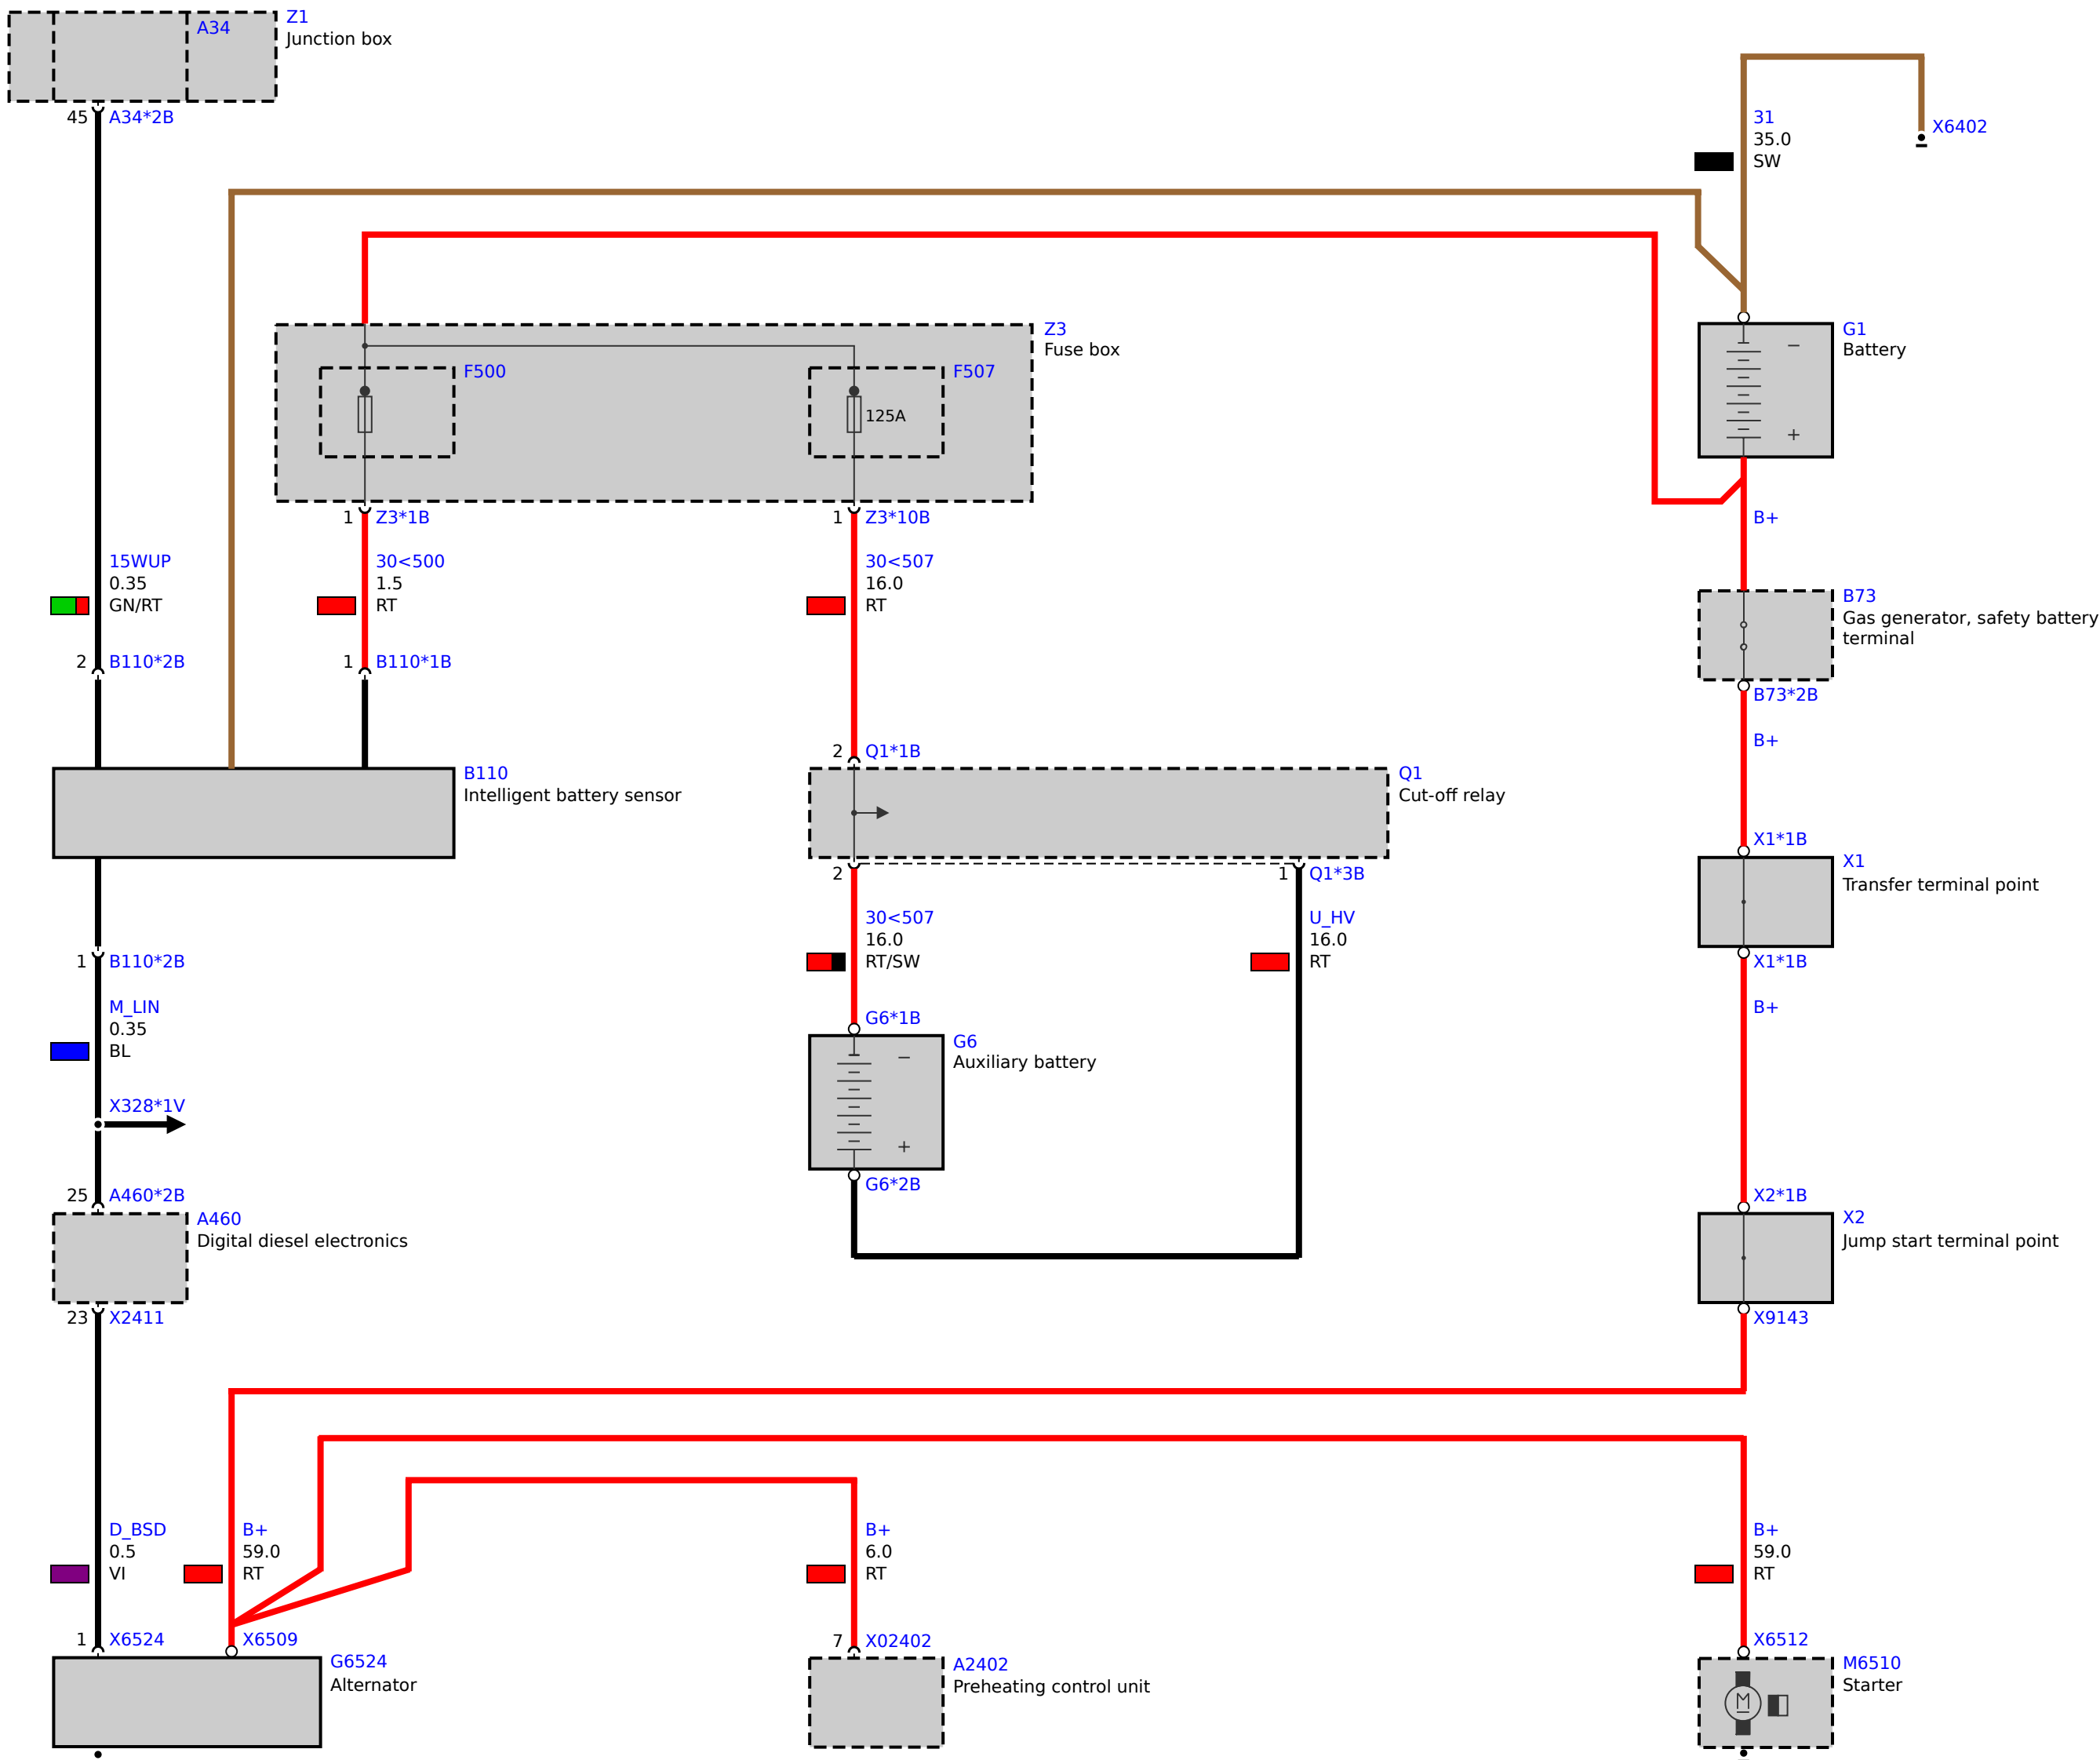 A34
Z1
Junction box
45 A34*2B
31
35.0
SW
X6402
Z3
Fuse box
F500
F507
125A
G1
Battery
−
+
1 Z3*1B
1 Z3*10B
B+
15WUP
0.35
GN/RT
30<500
1.5
RT
30<507
16.0
RT
B73
Gas generator, safety battery
terminal
2 B110*2B
1 B110*1B
B73*2B
B+
2 Q1*1B
B110
Intelligent battery sensor
Q1
Cut-off relay
X1*1B
X1
Transfer terminal point
2
1 Q1*3B
30<507
16.0
RT/SW
U_HV
16.0
RT
1 B110*2B
X1*1B
M_LIN
0.35
BL
B+
G6*1B
G6
Auxiliary battery
−
+
X328*1V
G6*2B
25 A460*2B
X2*1B
A460
Digital diesel electronics
X2
Jump start terminal point
23 X2411
X9143
D_BSD
0.5
VI
B+
59.0
RT
B+
6.0
RT
B+
59.0
RT
1 X6524
X6509
7 X02402
X6512
G6524
Alternator
A2402
Preheating control unit
M6510
Starter
M